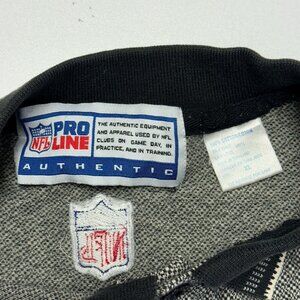 NFL
PRO
LINE
THE AUTHENTIC EQUIPMENT
AND APPAREL USED BY NFL
CLUBS ON GAME DAY, IN
PRACTICE, AND IN TRAINING.
AUTHENTIC
XL
NFL